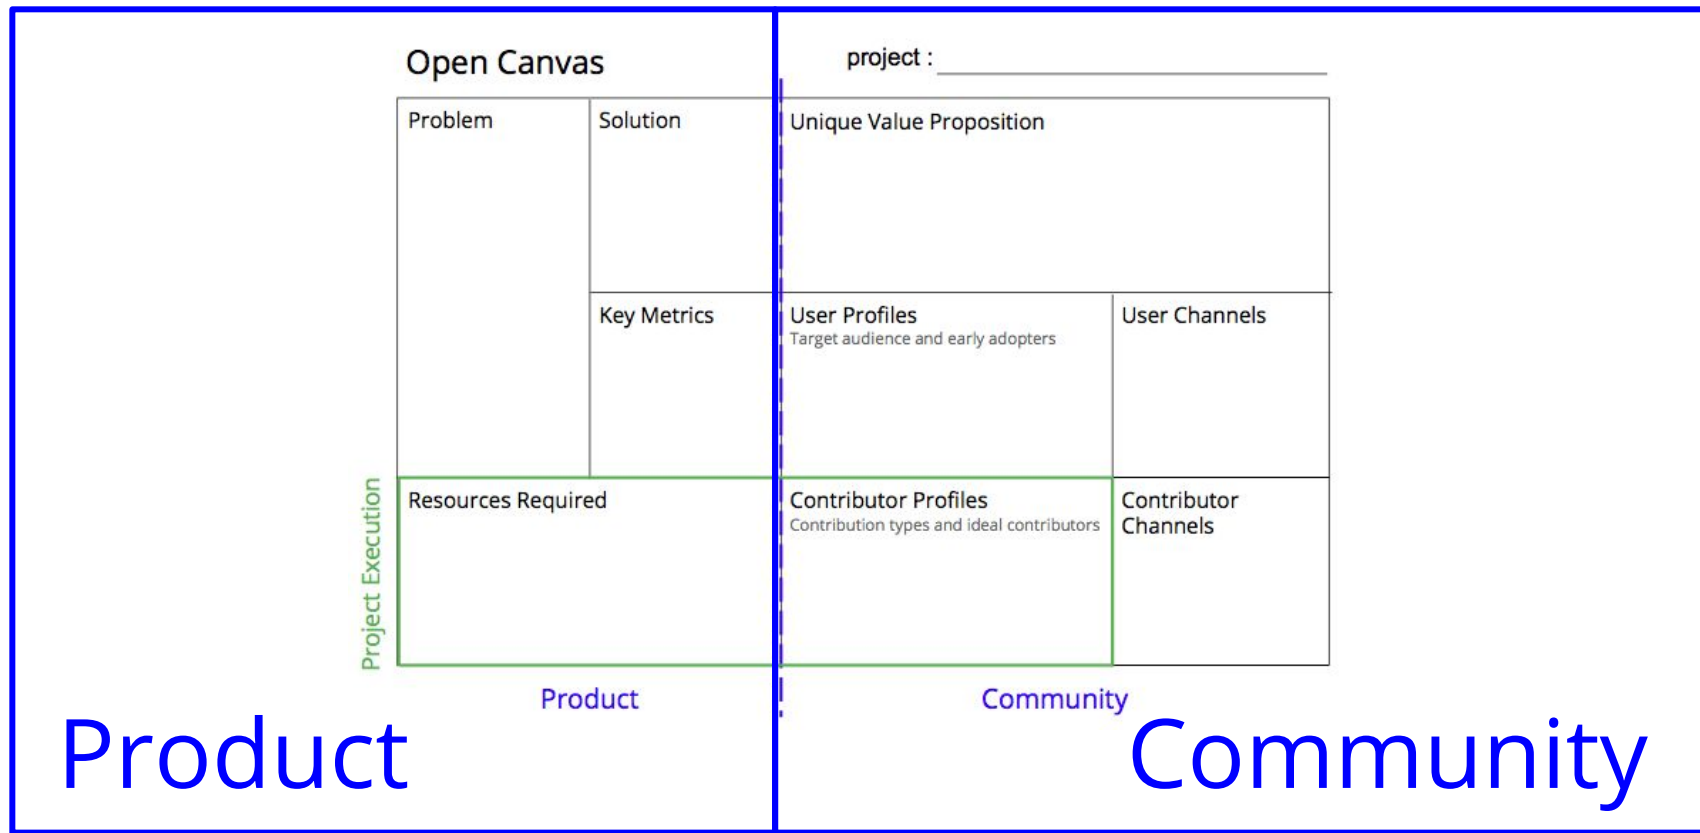 Open Canvas
project :
Problem
Solution
Unique Value Proposition
Key Metrics
User Profiles
Target audience and early adopters
User Channels
Project Execution
Resources Required
Contributor Profiles
Contribution types and ideal contributors
Contributor
Channels
Product
Community
Product
Community